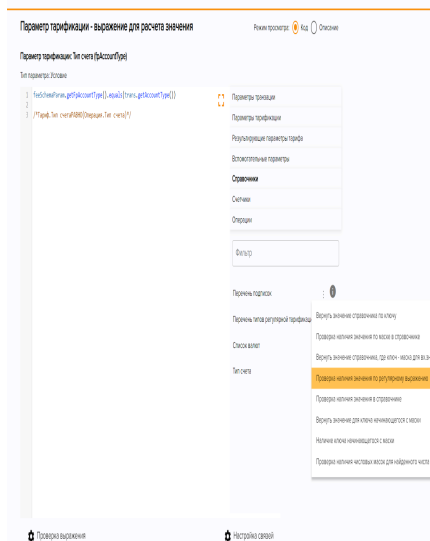 Параметр тарификации - выражение для расчета значения
Режим просмотра: Код Описание
Параметр тарификации: Тип счета (fpAccountType)
Тип параметра: Условие
1 feeSchemaParam.getFpAccountType().equals(trans.getAccountType())
2
3 /*Тариф.Тип счетаРАВНО(Операция.Тип счета)*/
Параметры транзакции
Параметры тарификации
Результирующие параметры тарифа
Вспомогательные параметры
Справочники
Счетчики
Операции
Фильтр
Перечень подписок
Перечень типов регулярной тарификац
Список валют
Тип счета
Вернуть значение справочника по ключу
Проверка наличия значения по маске в справочнике
Вернуть значение справочника, где ключ - маска для вх.зн
Проверка наличия значения по регулярному выражению
Проверка наличия значения в справочнике
Вернуть значение для ключа начинающегося с маски
Наличие ключа начинающегося с маски
Проверка наличия числовых масок для найденного числа
Проверка выражения
Настройка связей